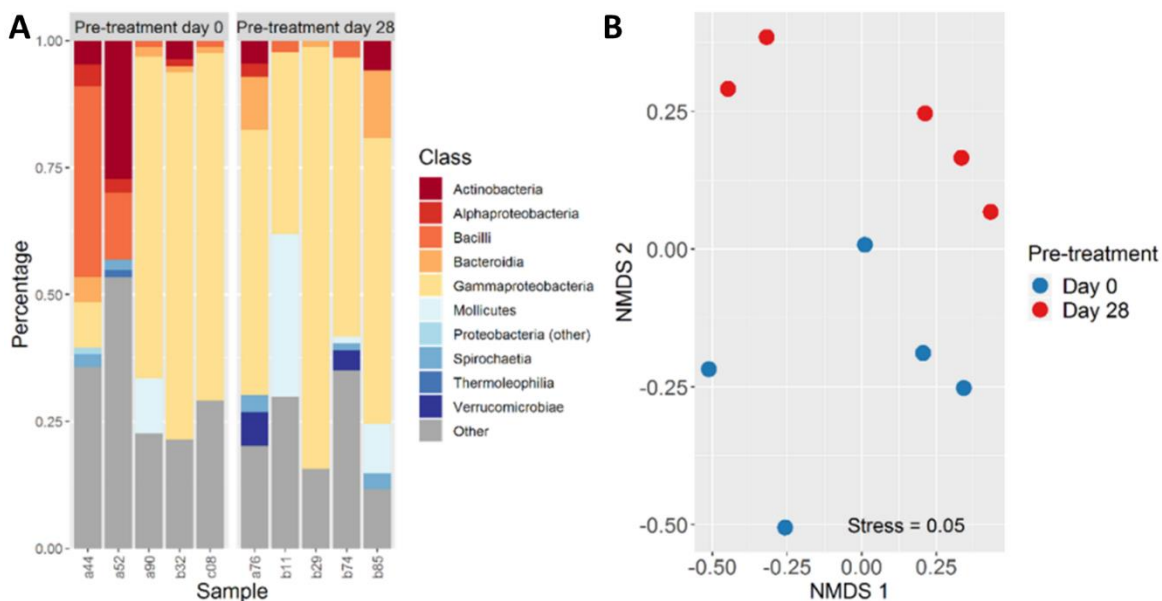 A
Pre-treatment day 0
Pre-treatment day 28
1.00
0.75
0.50
0.25
0.00
Percentage
a44
a52
a90
b32
c08
a76
b11
b29
b74
b85
Sample
Class
Actinobacteria
Alphaproteobacteria
Bacilli
Bacteroidia
Gammaproteobacteria
Mollicutes
Proteobacteria (other)
Spirochaetia
Thermoleophilia
Verrucomicrobiae
Other
B
0.25
0.00
-0.25
-0.50
NMDS 2
Stress = 0.05
-0.50
-0.25
0.00
0.25
NMDS 1
Pre-treatment
Day 0
Day 28